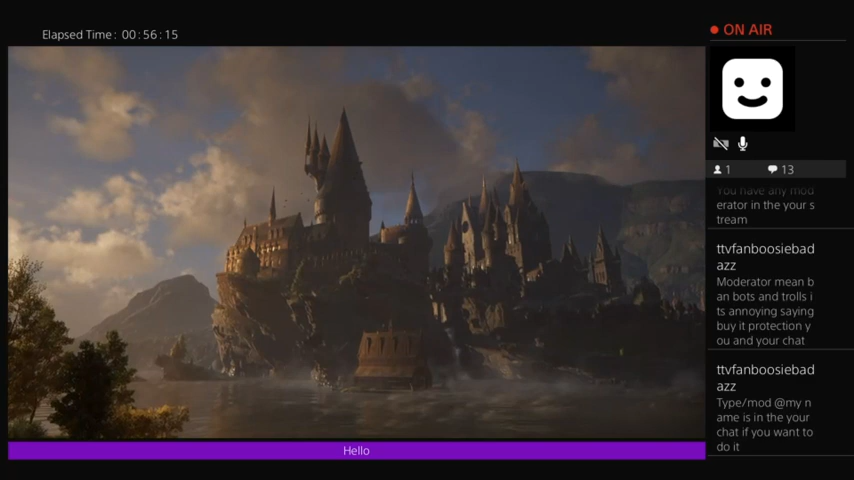 Elapsed Time: 00:56:15
ON AIR
1
13
You have any mod
erator in the your s
tream
ttvfanboosiebad
azz
Moderator mean b
an bots and trolls i
ts annoying saying
buy it protection y
ou and your chat
ttvfanboosiebad
azz
Type/mod @my n
ame is in the your
chat if you want to
do it
Hello